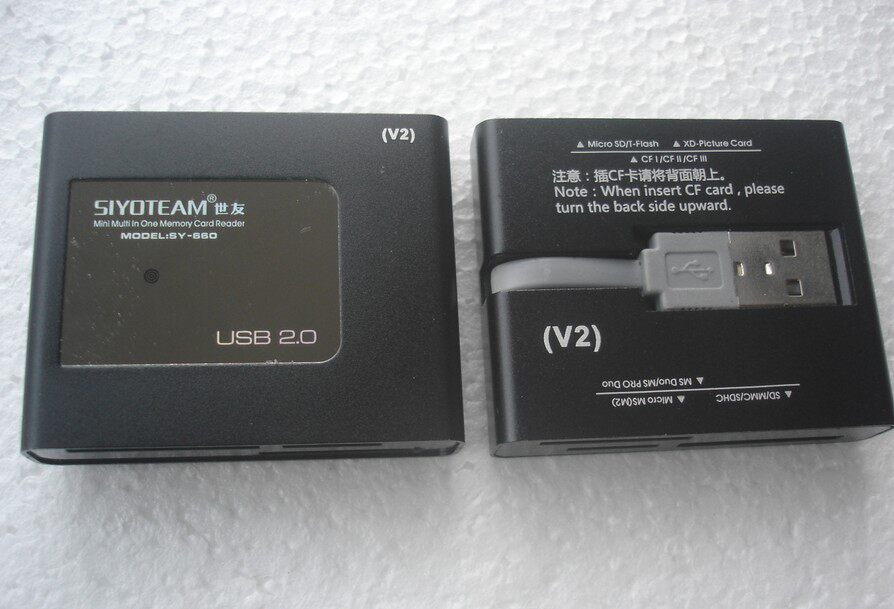 (V2)
SIYOTEAM® 世友
Mini Multi In One Memory Card Reader
MODEL:SY-660
USB 2.0
▲ Micro SD/T-Flash ▲ XD-Picture Card
▲ CF I /CF II /CF III
注意：插CF卡请将背面朝上。
Note : When insert CF card , please
turn the back side upward.
(V2)
▲ SD/MMC/SDHC ▲ MS Duo/MS PRO Duo
▲ Micro MS(M2)